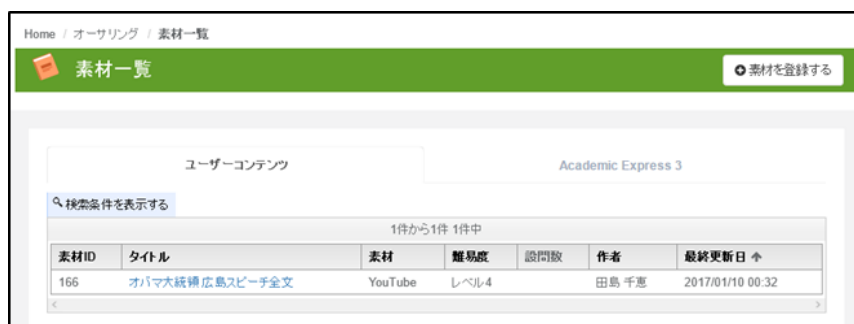 Home / オーサリング / 素材一覧
素材一覧
素材を登録する
ユーザーコンテンツ Academic Express 3
検索条件を表示する
1件から1件 1件中
素材ID タイトル 素材 難易度 設問数 作者 最終更新日
166 オバマ大統領広島スピーチ全文 YouTube レベル4 田島 千恵 2017/01/10 00:32